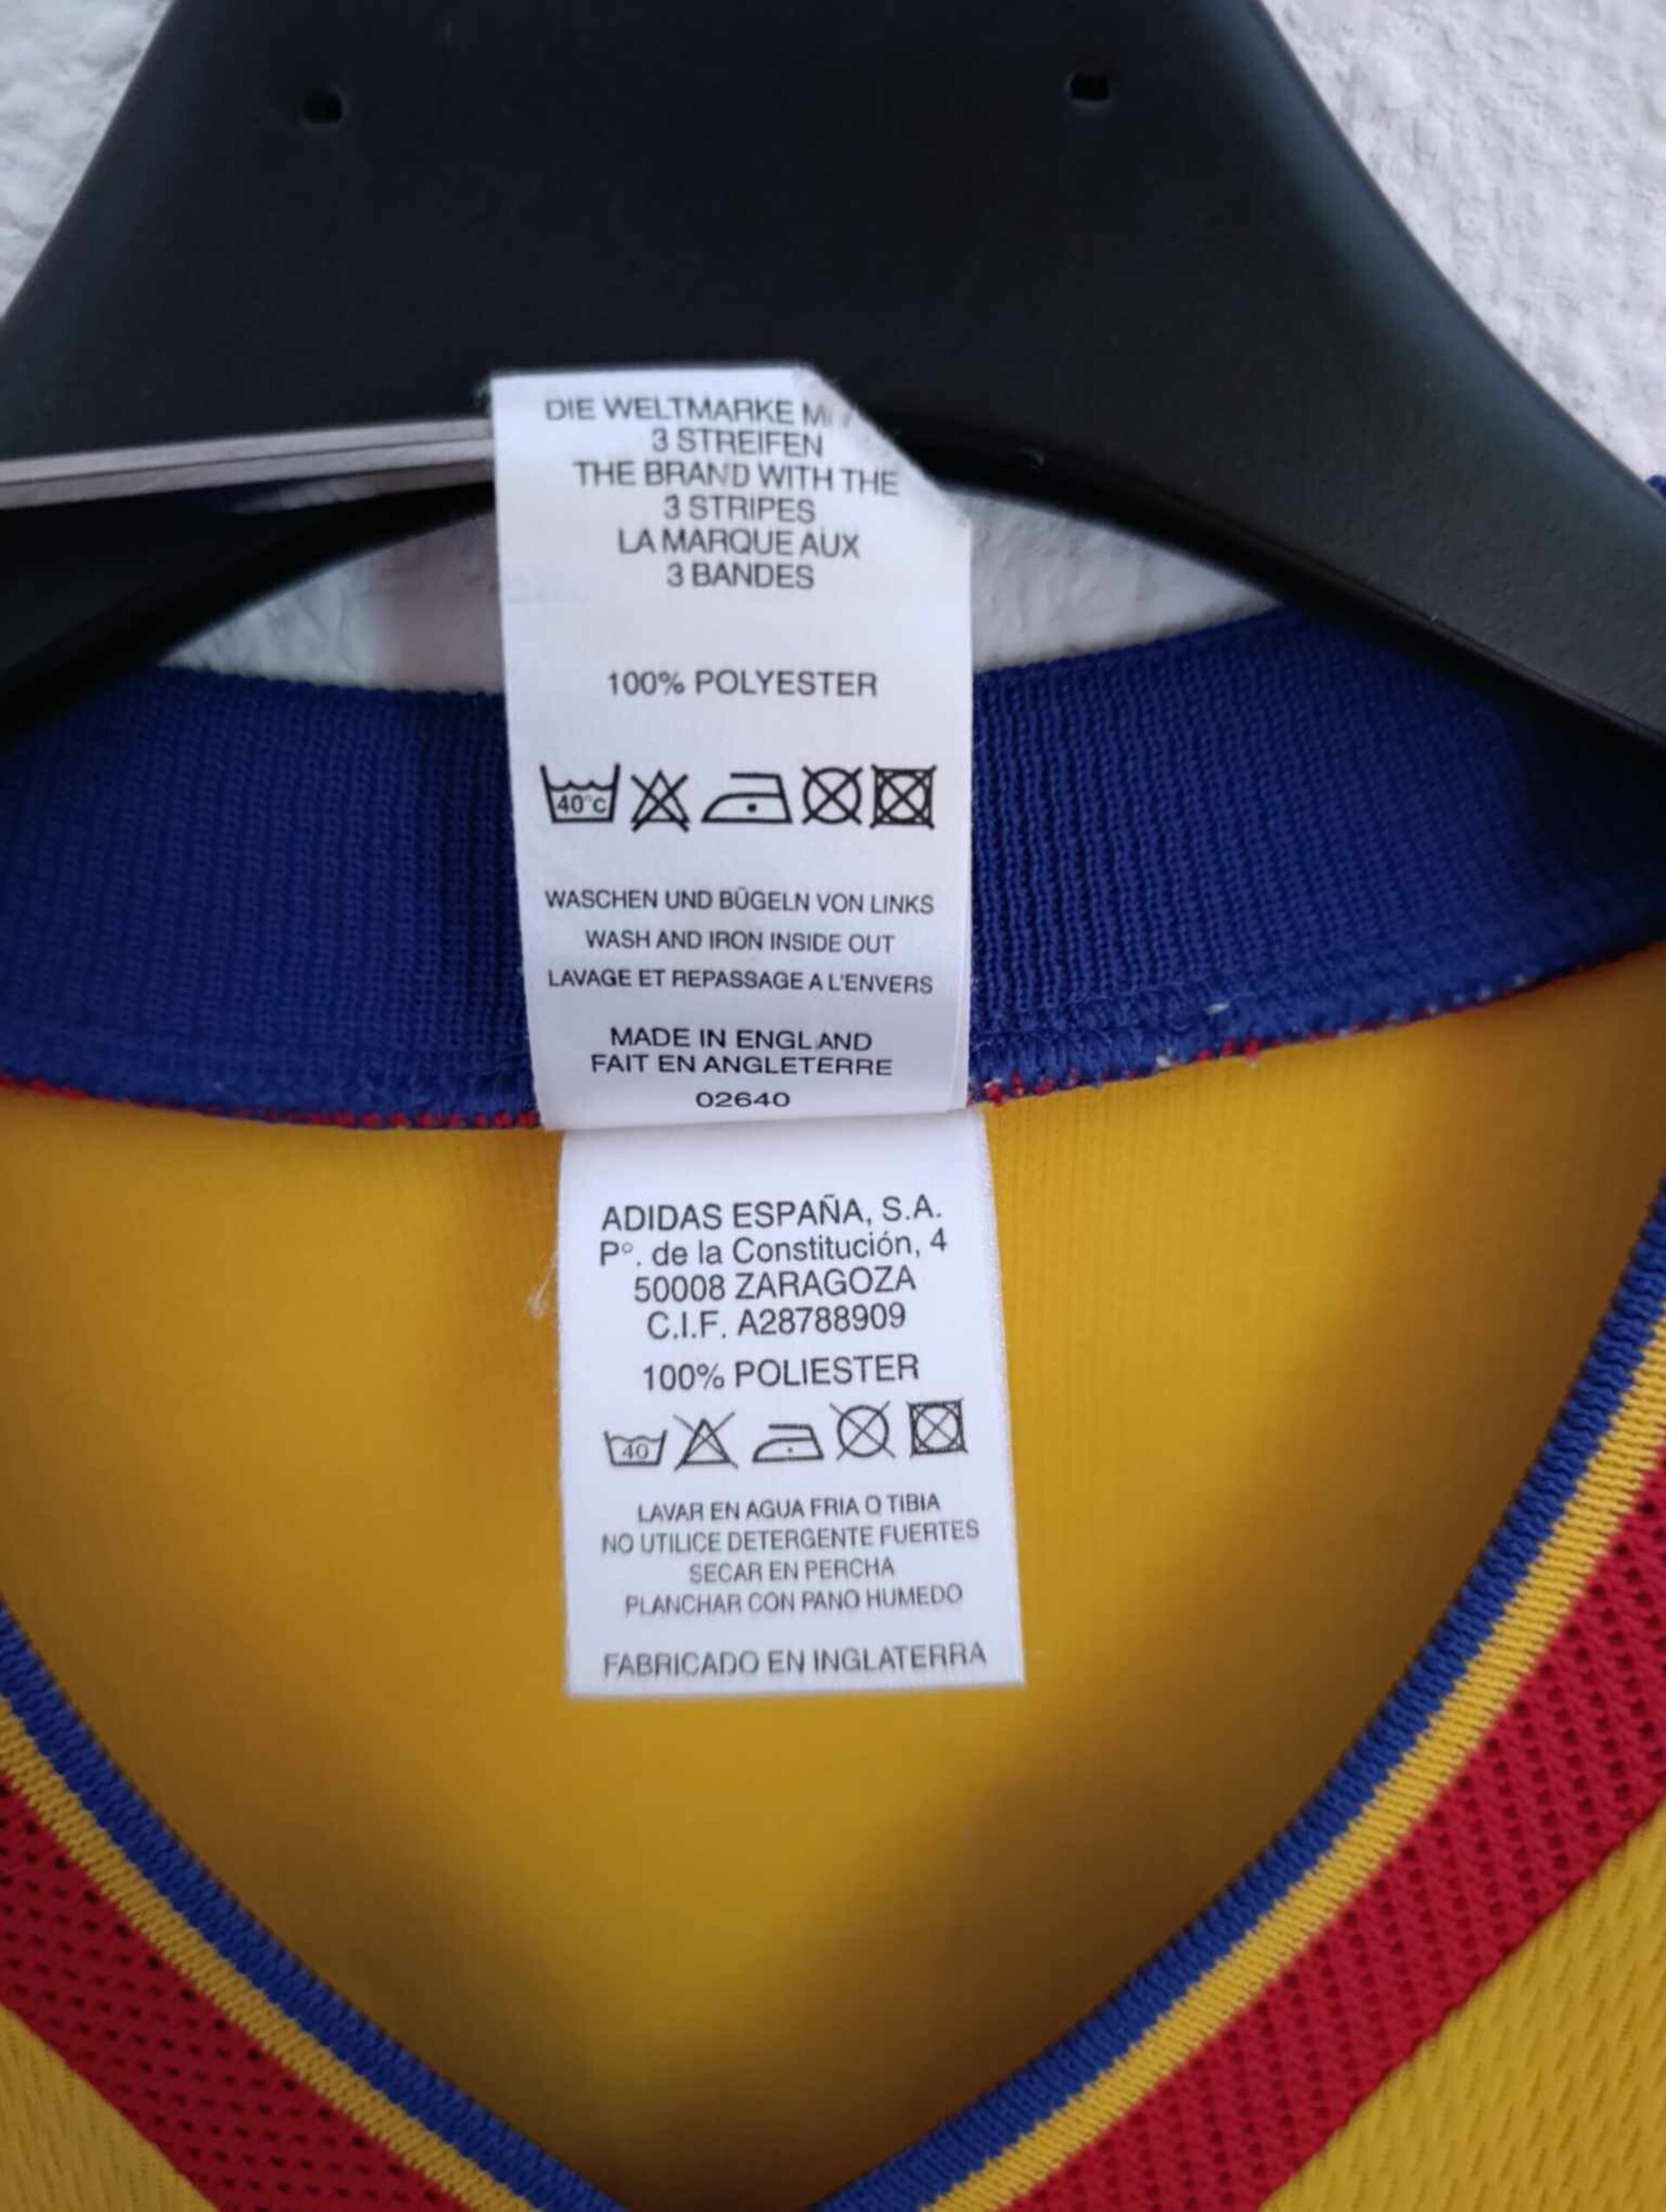 DIE WELTMARKE
3 STREIFEN
THE BRAND WITH THE
3 STRIPES
LA MARQUE AUX
3 BANDES
100% POLYESTER
40°C
WASCHEN UND BÜGELN VON LINKS
WASH AND IRON INSIDE OUT
LAVAGE ET REPASSAGE A L'ENVERS
MADE IN ENGLAND
FAIT EN ANGLETERRE
02640
ADIDAS ESPAÑA, S.A.
Pº. de la Constitución, 4
50008 ZARAGOZA
C.I.F. A28788909
100% POLIESTER
40
LAVAR EN AGUA FRIA O TIBIA
NO UTILICE DETERGENTE FUERTES
SECAR EN PERCHA
PLANCHAR CON PANO HUMEDO
FABRICADO EN INGLATERRA